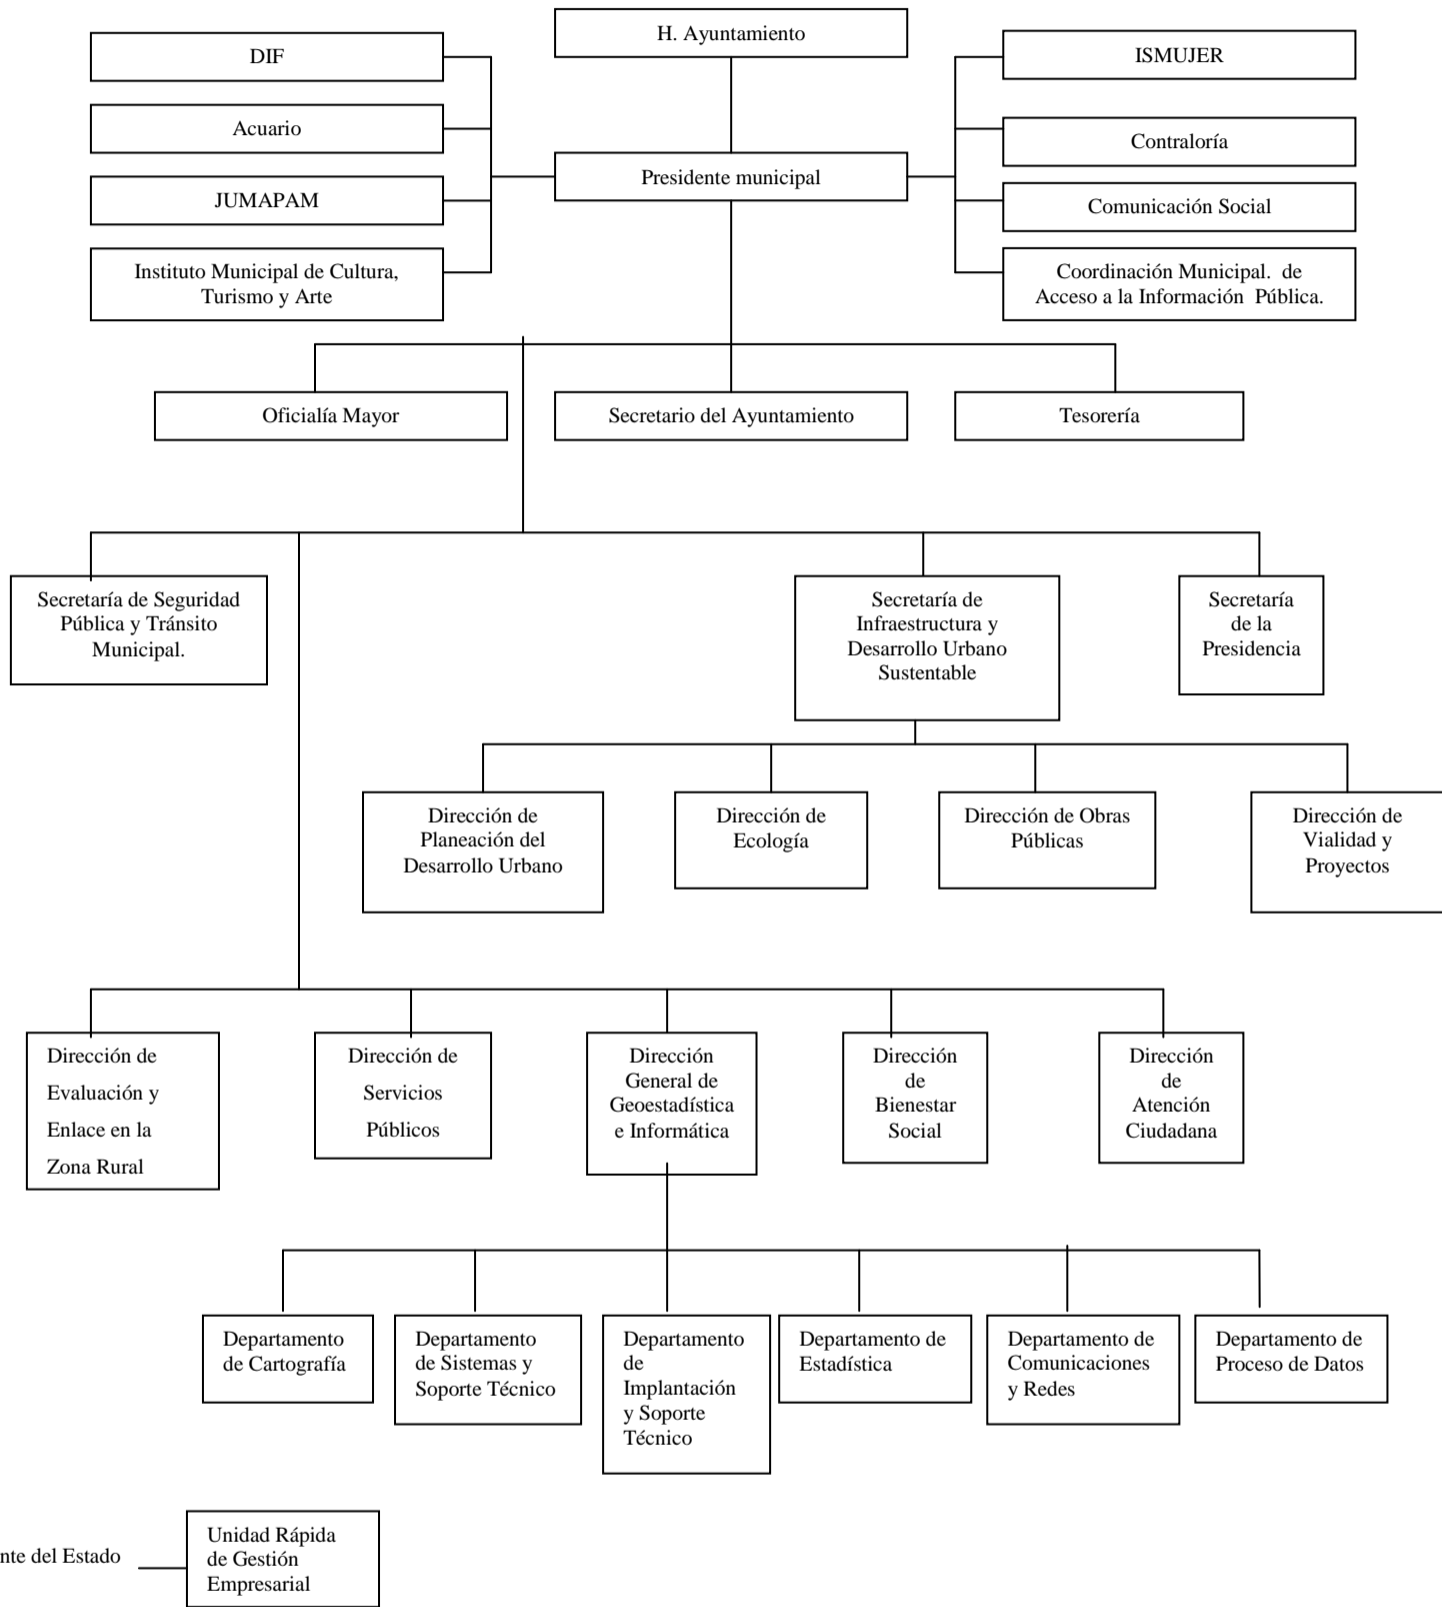 H. Ayuntamiento
DIF
ISMUJER
Acuario
Contraloría
Presidente municipal
JUMAPAM
Comunicación Social
Instituto Municipal de Cultura,
Turismo y Arte
Coordinación Municipal. de
Acceso a la Información Pública.
Oficialía Mayor
Secretario del Ayuntamiento
Tesorería
Secretaría de Seguridad
Pública y Tránsito
Municipal.
Secretaría de
Infraestructura y
Desarrollo Urbano
Sustentable
Secretaría
de la
Presidencia
Dirección de
Planeación del
Desarrollo Urbano
Dirección de
Ecología
Dirección de Obras
Públicas
Dirección de
Vialidad y
Proyectos
Dirección de
Evaluación y
Enlace en la
Zona Rural
Dirección de
Servicios
Públicos
Dirección
General de
Geoestadística
e Informática
Dirección
de
Bienestar
Social
Dirección
de
Atención
Ciudadana
Departamento
de Cartografía
Departamento
de Sistemas y
Soporte Técnico
Departamento
de
Implantación
y Soporte
Técnico
Departamento de
Estadística
Departamento de
Comunicaciones
y Redes
Departamento de
Proceso de Datos
nte del Estado
Unidad Rápida
de Gestión
Empresarial